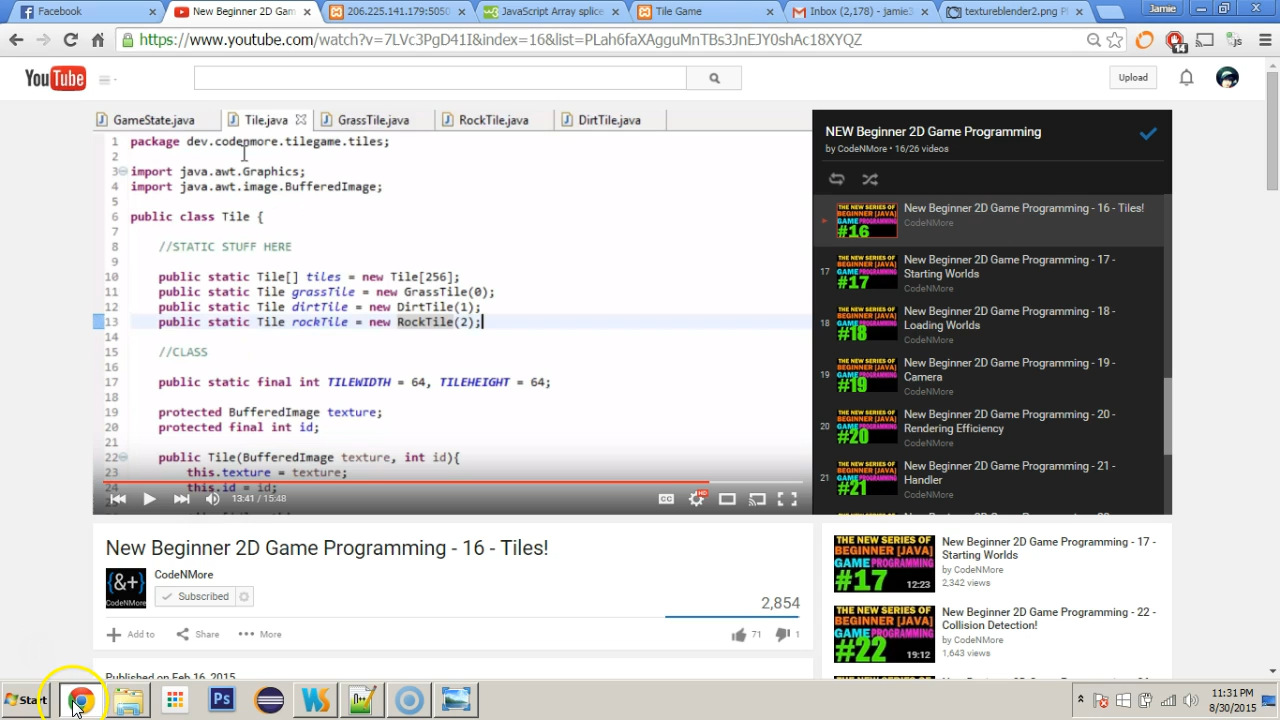 Facebook
New Beginner 2D Gam
206.225.141.179:5050
JavaScript Array splice
Tile Game
Inbox (2,178) - jamie3
textureblender2.png P
Jamie
https://www.youtube.com/watch?v=7LVc3PgD41I&index=16&list=PLah6faXAgguMnTBs3JnEJY0shAc18XYQZ
14
js
YouTube
Upload
GameState.java
Tile.java
GrassTile.java
RockTile.java
DirtTile.java
1 package dev.codenmore.tilegame.tiles;
2
3 import java.awt.Graphics;
4 import java.awt.image.BufferedImage;
5
6 public class Tile {
7
8 //STATIC STUFF HERE
9
10 public static Tile[] tiles = new Tile[256];
11 public static Tile grassTile = new GrassTile(0);
12 public static Tile dirtTile = new DirtTile(1);
13 public static Tile rockTile = new RockTile(2);
14
15 //CLASS
16
17 public static final int TILEWIDTH = 64, TILEHEIGHT = 64;
18
19 protected BufferedImage texture;
20 protected final int id;
21
22 public Tile(BufferedImage texture, int id){
23 this.texture = texture;
24 this.id = id;
13:41 / 15:48
HD
NEW Beginner 2D Game Programming
by CodeNMore • 16/26 videos
THE NEW SERIES OF
BEGINNER [JAVA]
GAME PROGRAMMING
#16
New Beginner 2D Game Programming - 16 - Tiles!
CodeNMore
17
THE NEW SERIES OF
BEGINNER [JAVA]
GAME PROGRAMMING
#17
New Beginner 2D Game Programming - 17 -
Starting Worlds
CodeNMore
18
THE NEW SERIES OF
BEGINNER [JAVA]
GAME PROGRAMMING
#18
New Beginner 2D Game Programming - 18 -
Loading Worlds
CodeNMore
19
THE NEW SERIES OF
BEGINNER [JAVA]
GAME PROGRAMMING
#19
New Beginner 2D Game Programming - 19 -
Camera
CodeNMore
20
THE NEW SERIES OF
BEGINNER [JAVA]
GAME PROGRAMMING
#20
New Beginner 2D Game Programming - 20 -
Rendering Efficiency
CodeNMore
21
THE NEW SERIES OF
BEGINNER [JAVA]
GAME PROGRAMMING
#21
New Beginner 2D Game Programming - 21 -
Handler
CodeNMore
New Beginner 2D Game Programming - 16 - Tiles!
{&+}
CodeNMore
CodeNMore
Subscribed
2,854
Add to
Share
More
71
1
Published on Feb 16, 2015
THE NEW SERIES OF
BEGINNER [JAVA]
GAME PROGRAMMING
#17
12:23
New Beginner 2D Game Programming - 17 -
Starting Worlds
by CodeNMore
2,342 views
THE NEW SERIES OF
BEGINNER [JAVA]
GAME PROGRAMMING
#22
19:12
New Beginner 2D Game Programming - 22 -
Collision Detection!
by CodeNMore
1,643 views
Start
Ps
WS
11:31 PM
8/30/2015